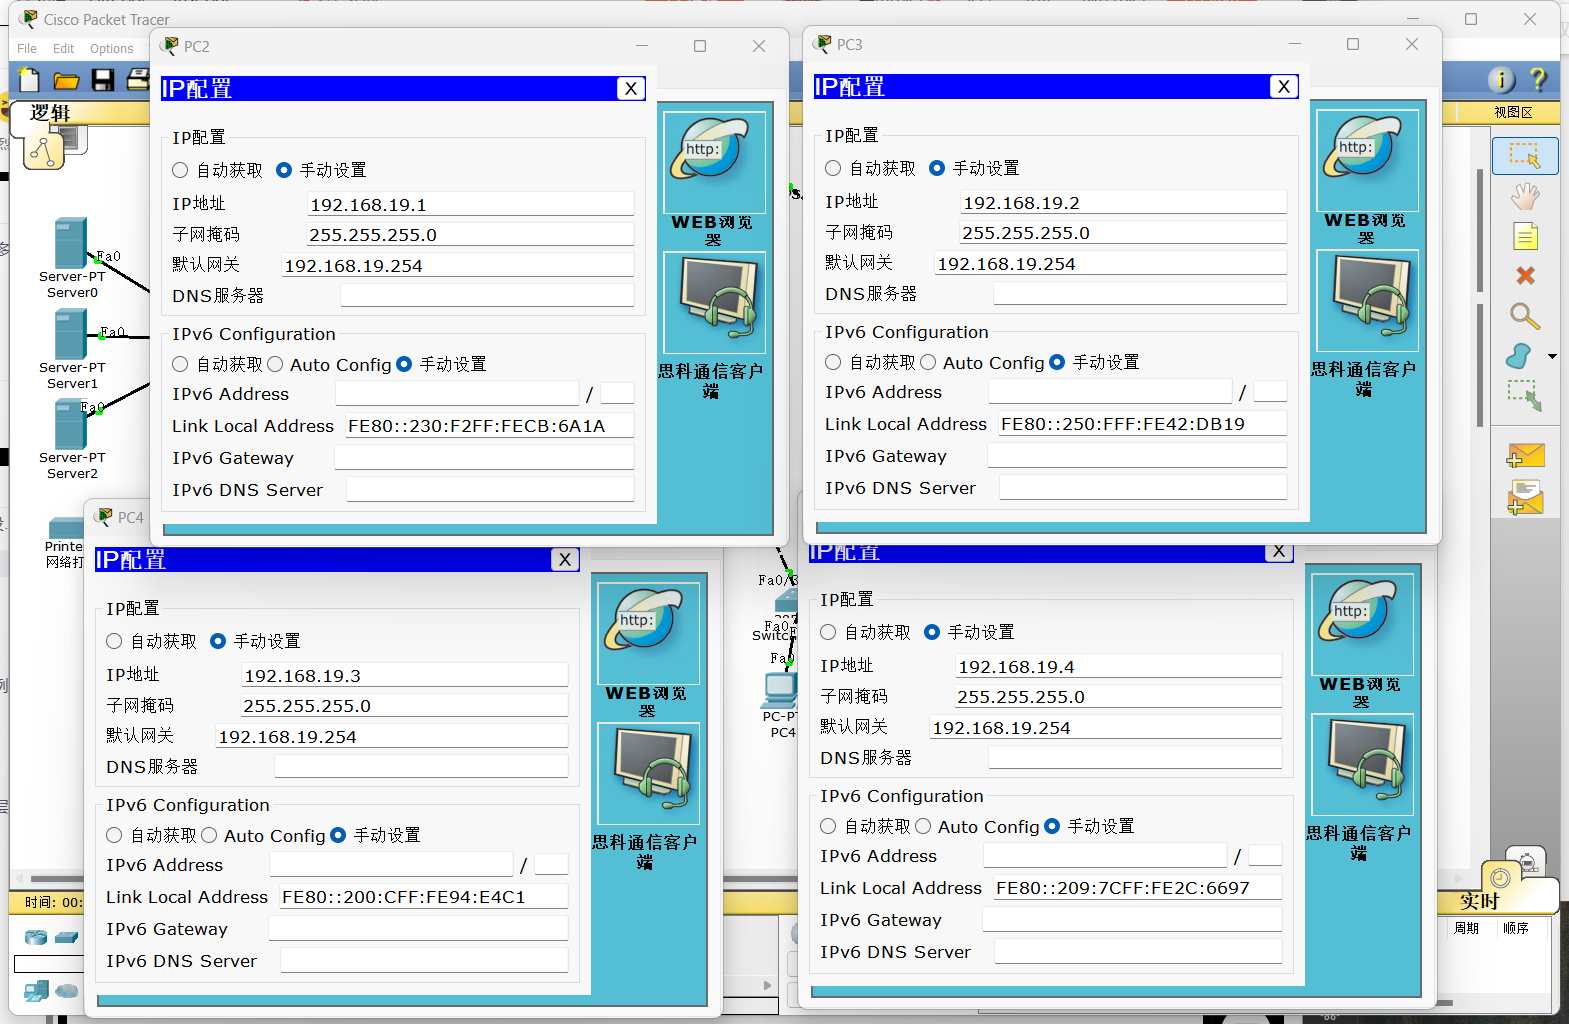 Cisco Packet Tracer
File Edit Options
逻辑
视图区
Fa0
Server-PT
Server0
Fa0
Server-PT
Server1
Fa0
Server-PT
Server2
Printe
网络打
PC2
IP配置
X
IP配置
自动获取 手动设置
IP地址 192.168.19.1
子网掩码 255.255.255.0
默认网关 192.168.19.254
DNS服务器
IPv6 Configuration
自动获取 Auto Config 手动设置
IPv6 Address /
Link Local Address FE80::230:F2FF:FECB:6A1A
IPv6 Gateway
IPv6 DNS Server
http:
WEB浏览
器
思科通信客户
端
PC3
IP配置
X
IP配置
自动获取 手动设置
IP地址 192.168.19.2
子网掩码 255.255.255.0
默认网关 192.168.19.254
DNS服务器
IPv6 Configuration
自动获取 Auto Config 手动设置
IPv6 Address /
Link Local Address FE80::250:FFF:FE42:DB19
IPv6 Gateway
IPv6 DNS Server
http:
WEB浏览
器
思科通信客户
端
PC4
IP配置
X
IP配置
自动获取 手动设置
IP地址 192.168.19.3
子网掩码 255.255.255.0
默认网关 192.168.19.254
DNS服务器
IPv6 Configuration
自动获取 Auto Config 手动设置
IPv6 Address /
Link Local Address FE80::200:CFF:FE94:E4C1
IPv6 Gateway
IPv6 DNS Server
http:
WEB浏览
器
思科通信客户
端
Fa0/3
Switc
Fa0
Fa0
PC-PT
PC4
IP配置
X
IP配置
自动获取 手动设置
IP地址 192.168.19.4
子网掩码 255.255.255.0
默认网关 192.168.19.254
DNS服务器
IPv6 Configuration
自动获取 Auto Config 手动设置
IPv6 Address /
Link Local Address FE80::209:7CFF:FE2C:6697
IPv6 Gateway
IPv6 DNS Server
http:
WEB浏览
器
思科通信客户
端
时间: 00:
实时
周期 顺序